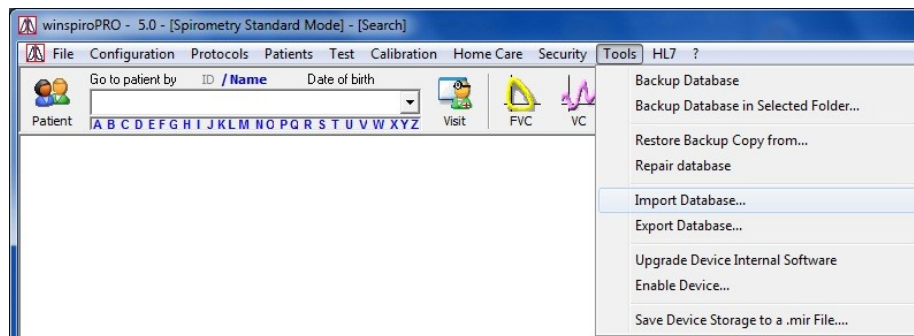 winspiroPRO - 5.0 - [Spirometry Standard Mode] - [Search]
File Configuration Protocols Patients Test Calibration Home Care Security Tools HL7 ?
Go to patient by ID / Name Date of birth
Patient
A B C D E F G H I J K L M N O P Q R S T U V W X Y Z
Visit
FVC
VC
Backup Database
Backup Database in Selected Folder...
Restore Backup Copy from...
Repair database
Import Database...
Export Database...
Upgrade Device Internal Software
Enable Device...
Save Device Storage to a .mir File....